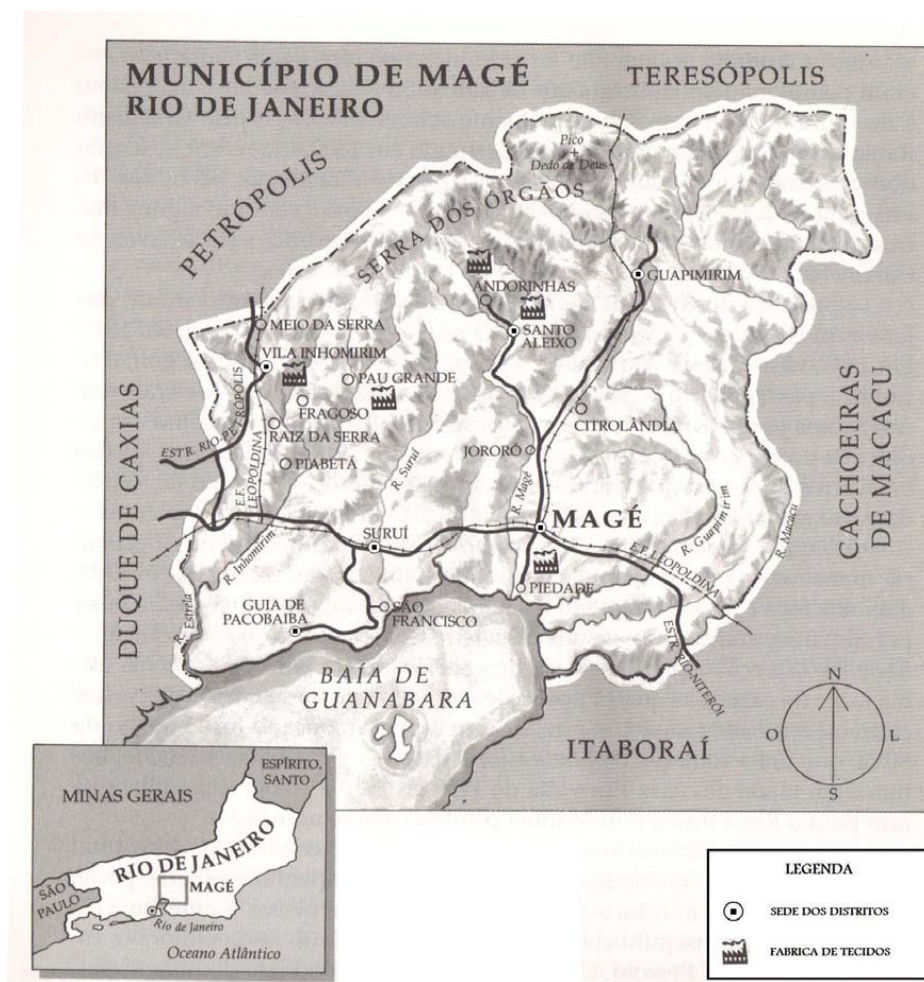 MUNICÍPIO DE MAGÉ
RIO DE JANEIRO
TERESÓPOLIS
PETRÓPOLIS
Pico
Dedo de Deus
SERRA DOS ÓRGÃOS
GUAPIMIRIM
ANDORINHAS
SANTO
ALEIXO
MEIO DA SERRA
VILA INHOMIRIM
PAU GRANDE
FRAGOSO
RAIZ DA SERRA
PIABETÁ
CITROLÂNDIA
JORORÓ
ESTR. RIO-PETRÓPOLIS
E.F.
LEOPOLDINA
R. Suruí
R. Magé
R. Guapimirim
R. Macacu
CACHOEIRAS
DE MACACU
DUQUE DE CAXIAS
MAGÉ
SURUÍ
R. Inhomirim
E.F. LEOPOLDINA
PIEDADE
R. Estrela
GUIA DE
PACOBAIBA
SÃO
FRANCISCO
ESTR. RIO-NITERÓI
BAÍA DE
GUANABARA
ITABORAÍ
N
O
L
S
MINAS GERAIS
ESPÍRITO.
SANTO
RIO DE JANEIRO
MAGÉ
SÃO
PAULO
Rio de Janeiro
Oceano Atlântico
LEGENDA
SEDE DOS DISTRITOS
FABRICA DE TECIDOS